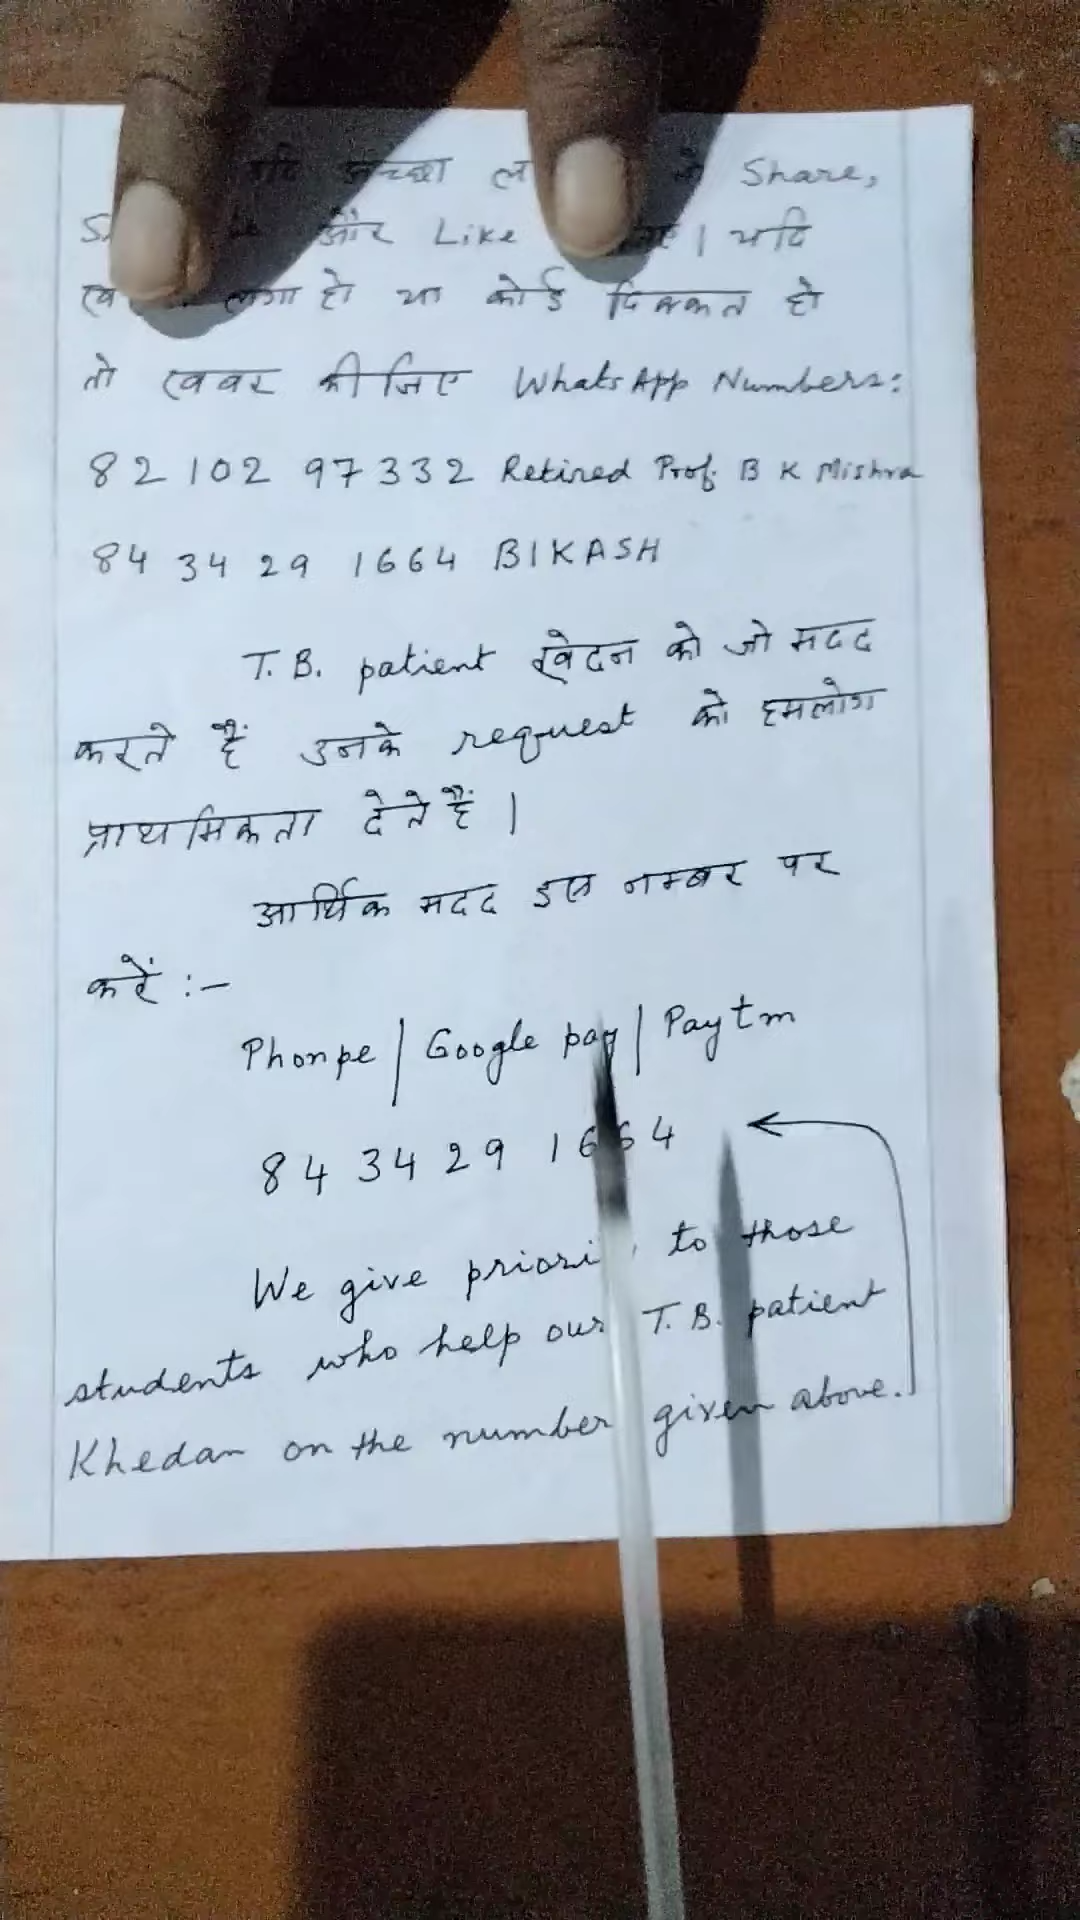 अच्छा Share,
और Like | यदि
लगा हो या कोई दिक्कत हो
तो खबर कीजिए WhatsApp Numbers:
82 102 97332 Retired Prof. B K Mishra
84 34 29 1664 BIKASH
T.B. patient खेदन को जो मदद
करते हैं उनके request को हमलोग
प्राथमिकता देते हैं |
आर्थिक मदद इस नम्बर पर
करें :-
Phonpe | Google pay | Paytm
84 34 29 1664
We give to those
students who help our T.B. patient
Khedan on the number given above.